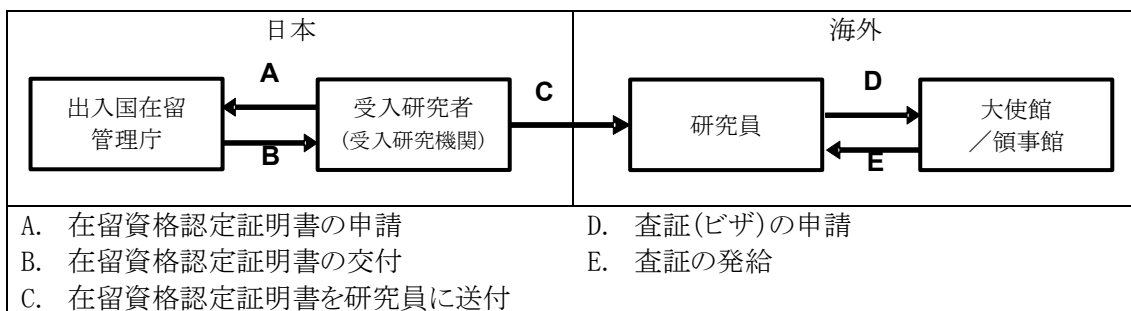 日本
海外
A
C
D
出入国在留
管理庁
受入研究者
(受入研究機関)
研究員
大使館
／領事館
B
E
A. 在留資格認定証明書の申請
B. 在留資格認定証明書の交付
C. 在留資格認定証明書を研究員に送付
D. 査証(ビザ)の申請
E. 査証の発給